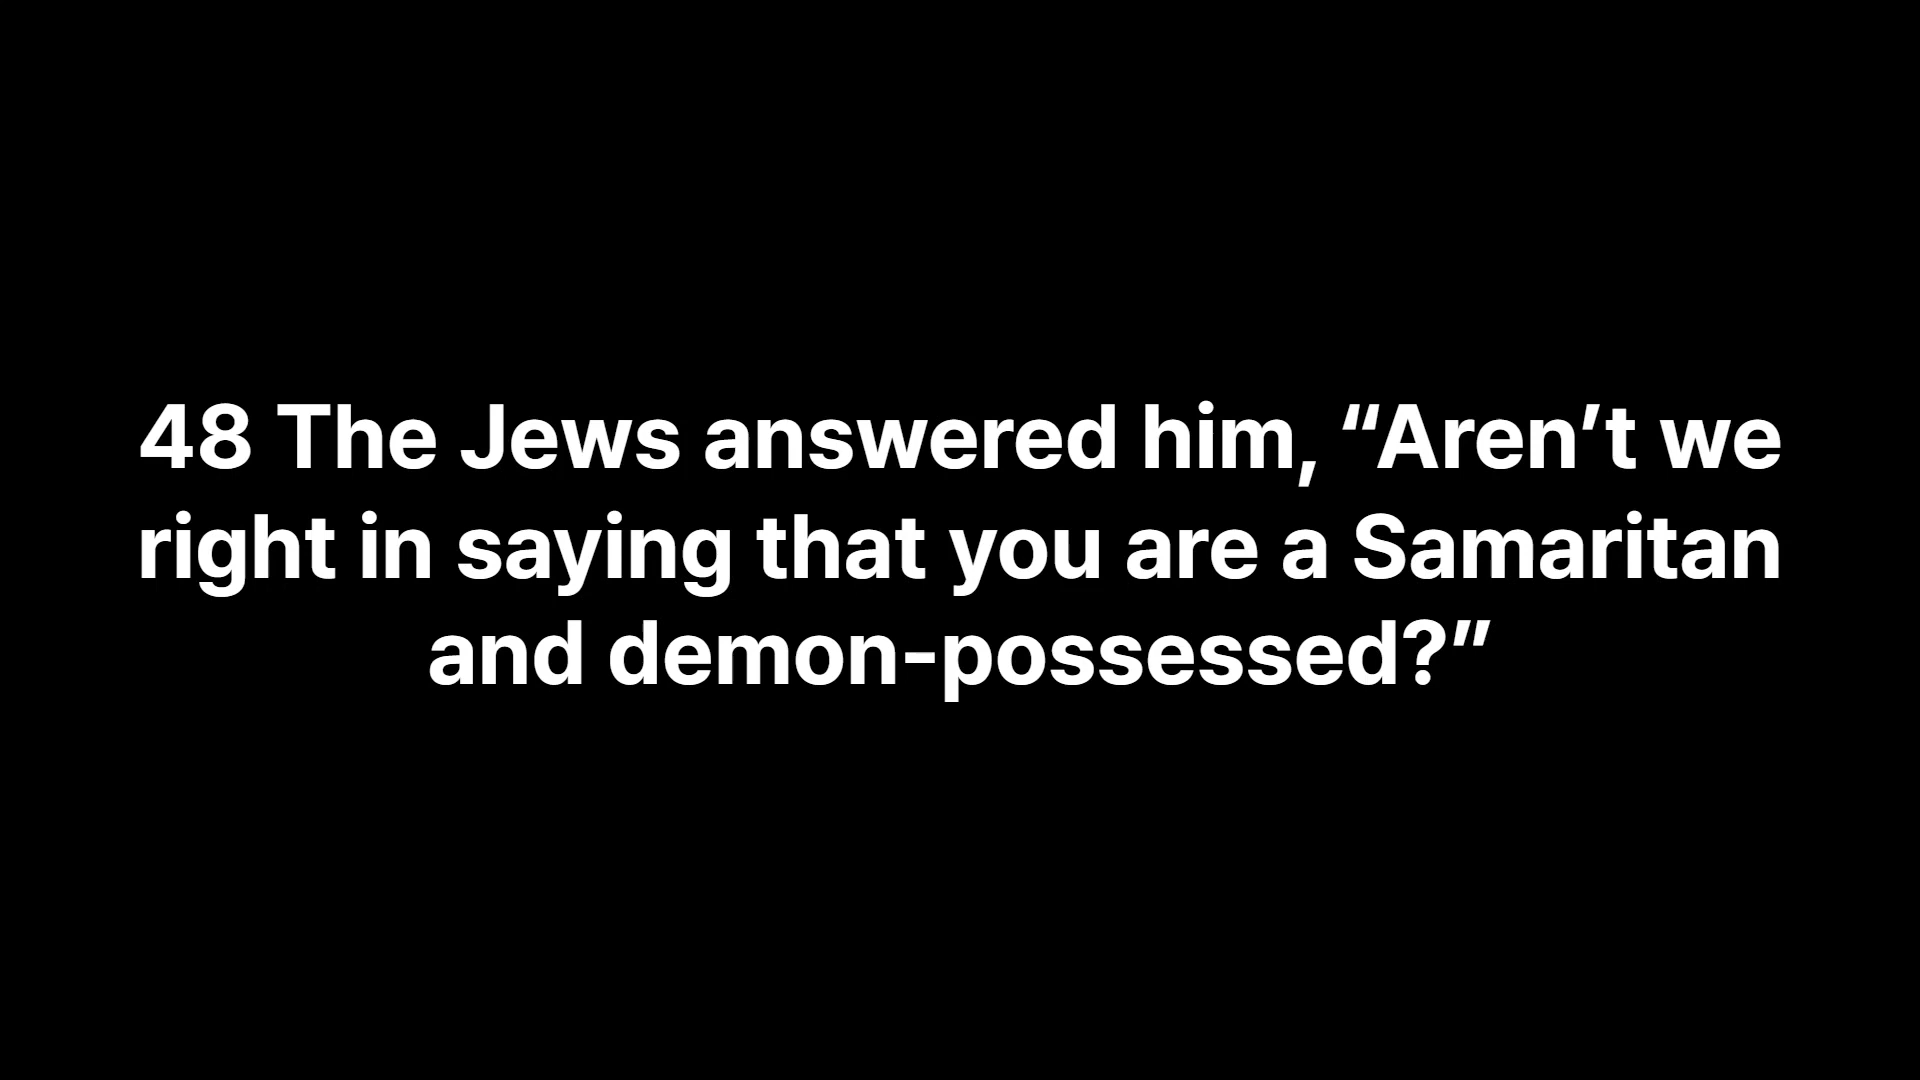 48 The Jews answered him, “Aren’t we
right in saying that you are a Samaritan
and demon-possessed?”